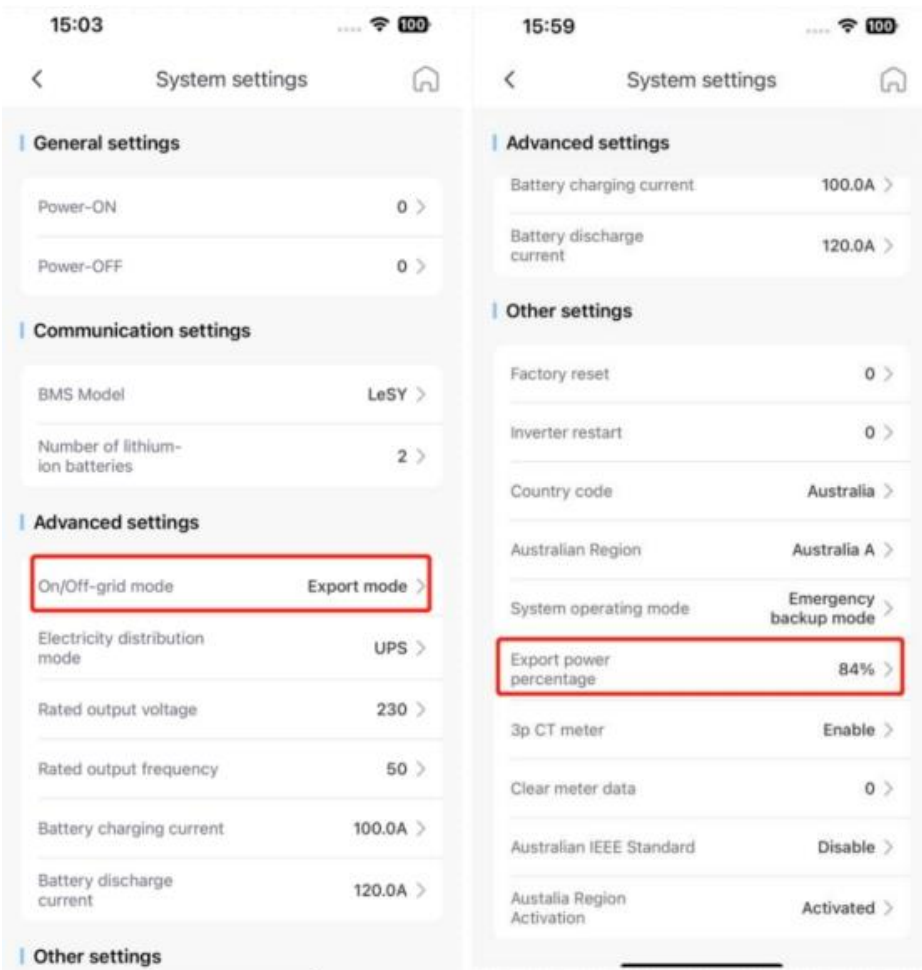 15:03
100
System settings
General settings
Power-ON 0
Power-OFF 0
Communication settings
BMS Model LeSY
Number of lithium-
ion batteries 2
Advanced settings
On/Off-grid mode Export mode
Electricity distribution
mode UPS
Rated output voltage 230
Rated output frequency 50
Battery charging current 100.0A
Battery discharge
current 120.0A
Other settings
15:59
100
System settings
Advanced settings
Battery charging current 100.0A
Battery discharge
current 120.0A
Other settings
Factory reset 0
Inverter restart 0
Country code Australia
Australian Region Australia A
System operating mode Emergency
backup mode
Export power
percentage 84%
3p CT meter Enable
Clear meter data 0
Australian IEEE Standard Disable
Austalia Region
Activation Activated